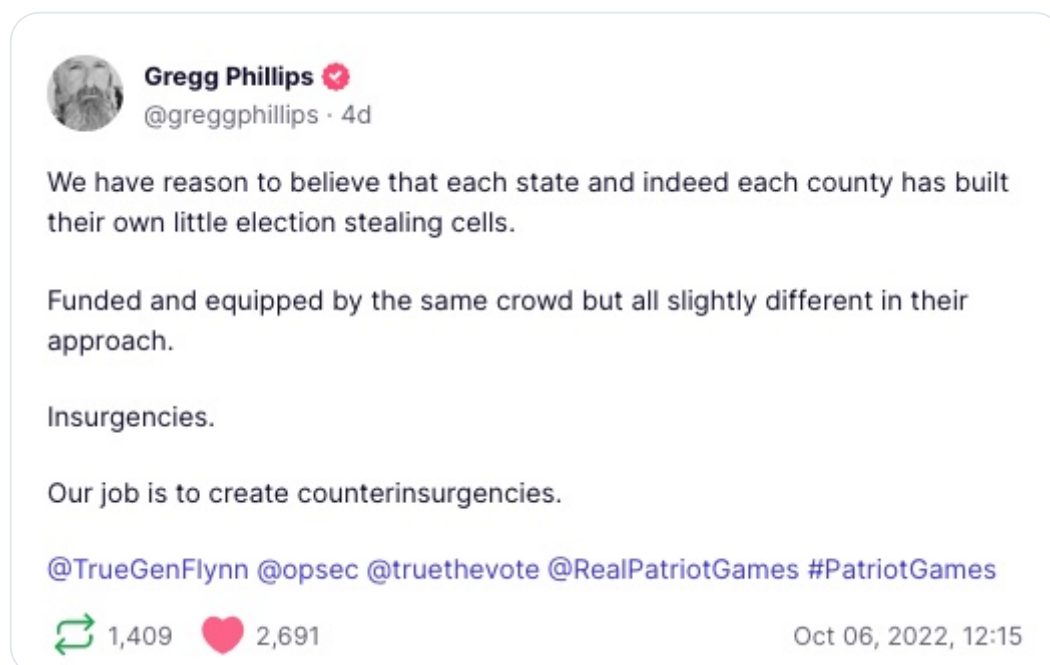 Gregg Phillips
@greggphillips · 4d
We have reason to believe that each state and indeed each county has built
their own little election stealing cells.
Funded and equipped by the same crowd but all slightly different in their
approach.
Insurgencies.
Our job is to create counterinsurgencies.
@TrueGenFlynn @opsec @truethevote @RealPatriotGames #PatriotGames
1,409 2,691 Oct 06, 2022, 12:15